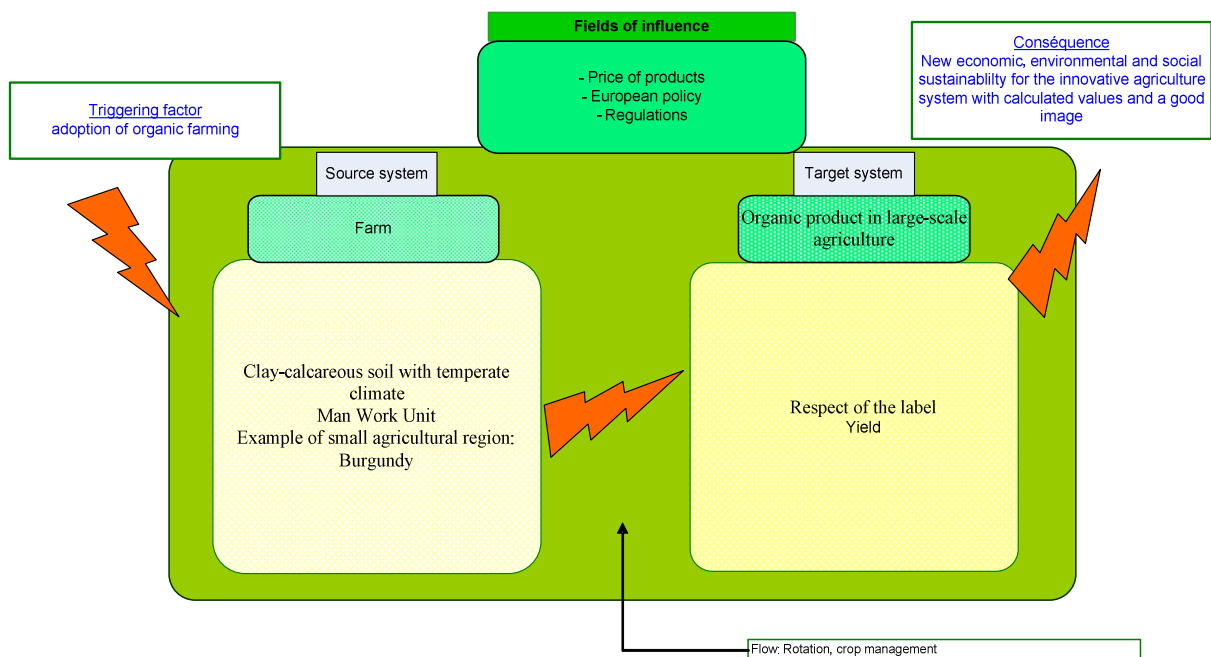 Fields of influence
- Price of products
- European policy
- Regulations
Conséquence
New economic, environmental and social
sustainablilty for the innovative agriculture
system with calculated values and a good
image
Triggering factor
adoption of organic farming
Source system
Farm
Clay-calcareous soil with temperate
climate
Man Work Unit
Example of small agricultural region:
Burgundy
Target system
Organic product in large-scale
agriculture
Respect of the label
Yield
Flow: Rotation, crop management